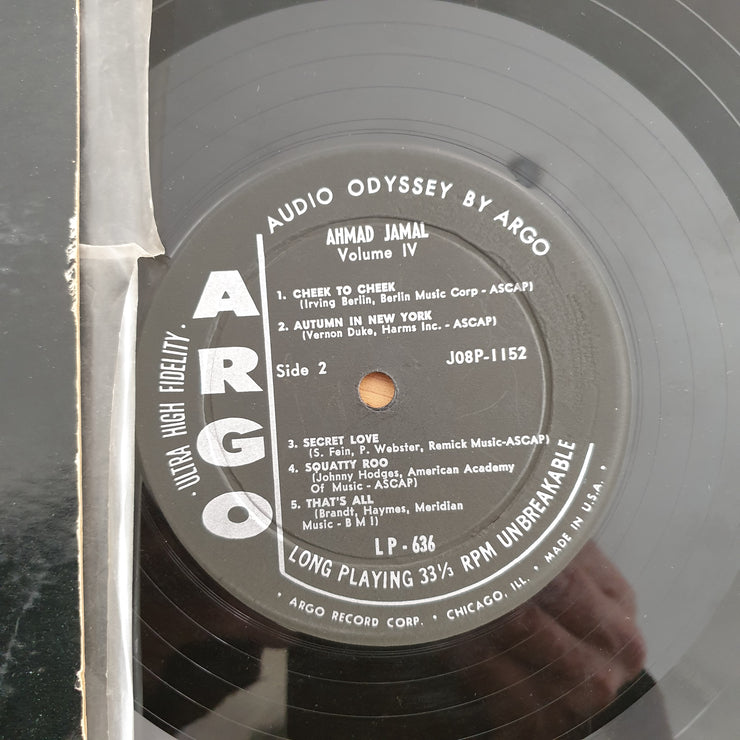 AUDIO ODYSSEY BY ARGO
AHMAD JAMAL
Volume IV
1. CHEEK TO CHEEK
(Irving Berlin, Berlin Music Corp - ASCAP)
2. AUTUMN IN NEW YORK
(Vernon Duke, Harms Inc. - ASCAP)
Side 2
J08P-1152
ARGO
· ULTRA HIGH FIDELITY ·
3. SECRET LOVE
(S. Fein, P. Webster, Remick Music-ASCAP)
4. SQUATTY ROO
(Johnny Hodges, American Academy
Of Music - ASCAP)
5. THAT'S ALL
(Brandt, Haymes, Meridian
Music - B M I)
LP - 636
LONG PLAYING 33⅓ RPM UNBREAKABLE
· ARGO RECORD CORP. · CHICAGO, ILL. · MADE IN U.S.A. ·